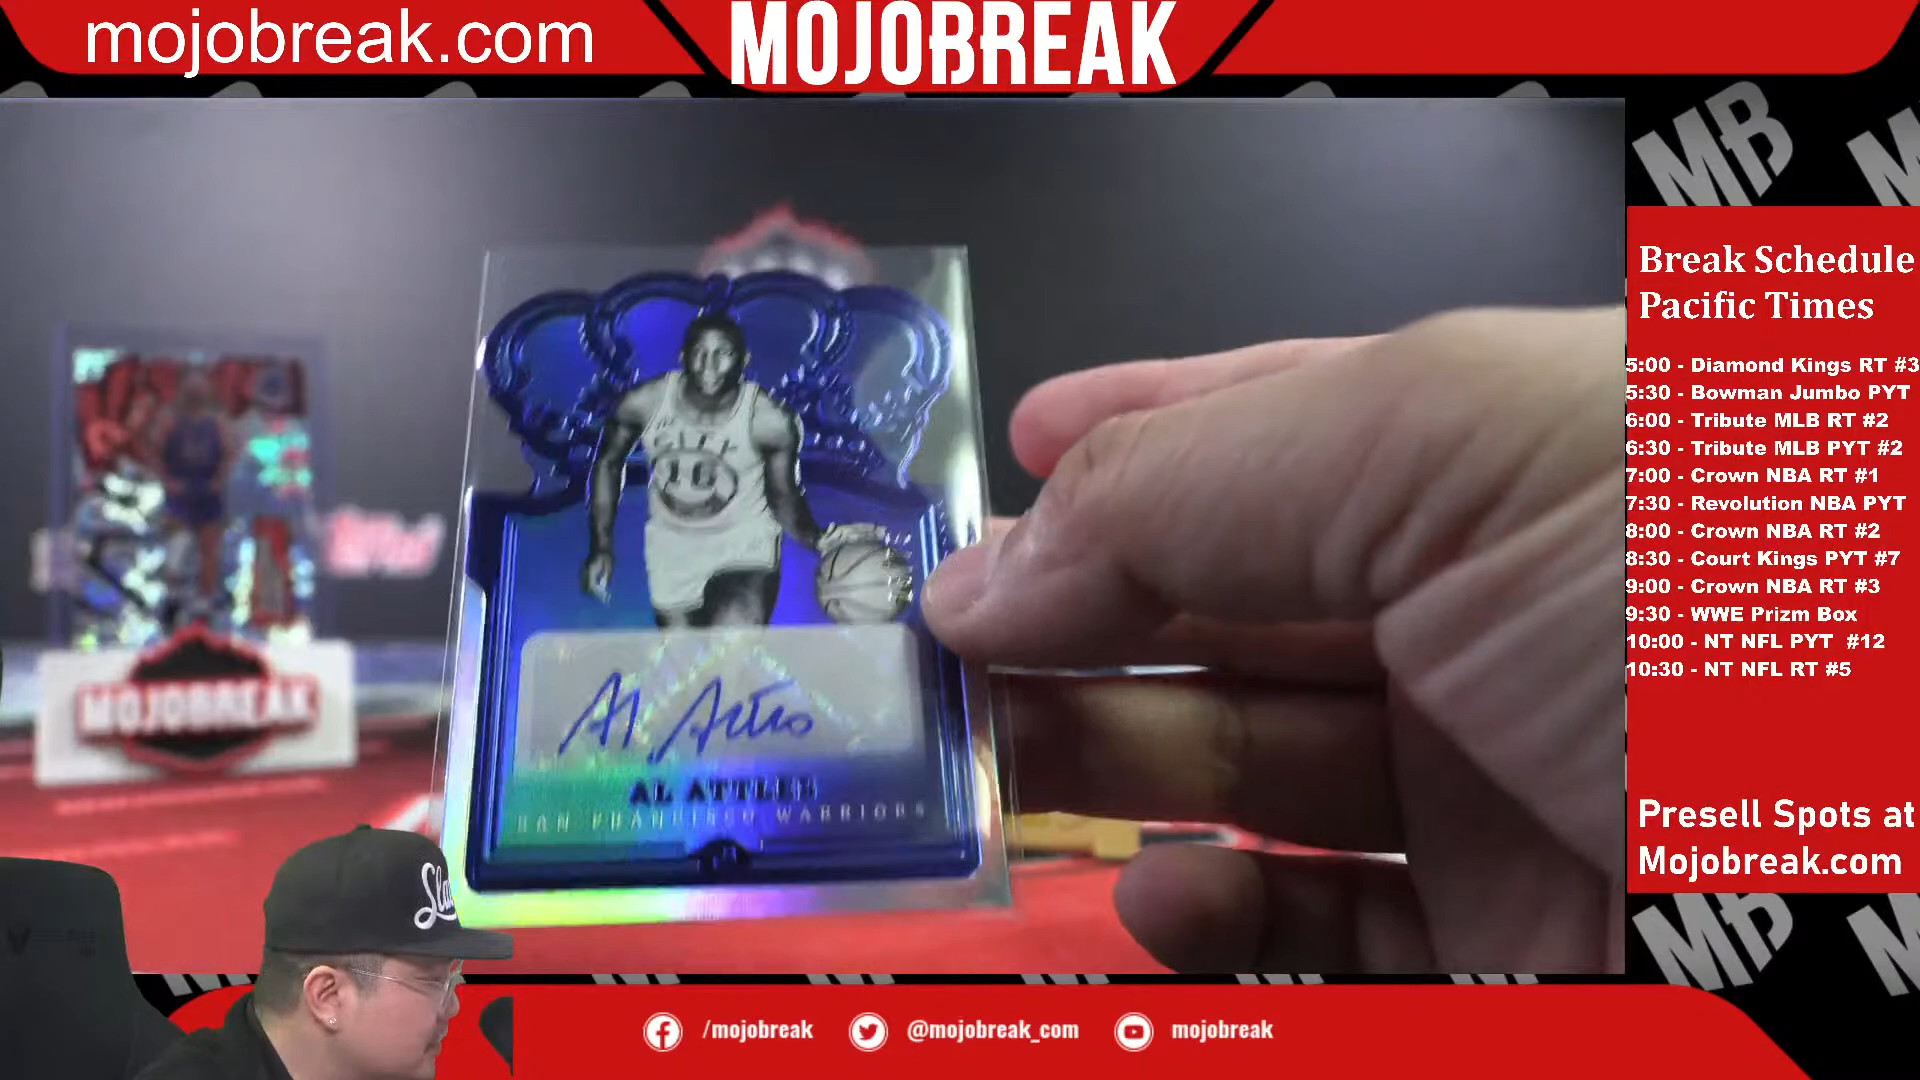 mojobreak.com
MOJOBREAK
MB
Break Schedule
Pacific Times
5:00 - Diamond Kings RT #3
5:30 - Bowman Jumbo PYT
6:00 - Tribute MLB RT #2
6:30 - Tribute MLB PYT #2
7:00 - Crown NBA RT #1
7:30 - Revolution NBA PYT
8:00 - Crown NBA RT #2
8:30 - Court Kings PYT #7
9:00 - Crown NBA RT #3
9:30 - WWE Prizm Box
10:00 - NT NFL PYT #12
10:30 - NT NFL RT #5
Presell Spots at
Mojobreak.com
MB
16
Al Attles
AL ATTLES
SAN FRANCISCO WARRIORS
MOJOBREAK
/mojobreak
@mojobreak_com
mojobreak